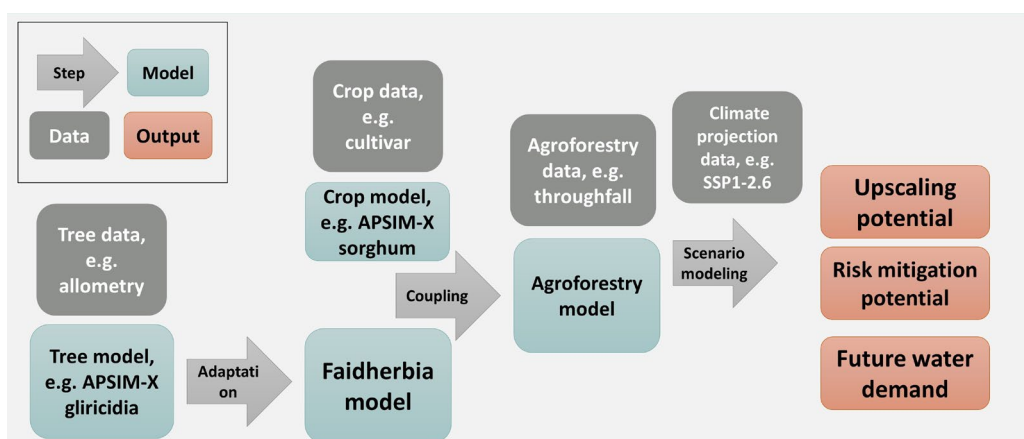 Step
Model
Data
Output
Tree data,
e.g.
allometry
Tree model,
e.g. APSIM-X
gliricidia
Adaptati
on
Crop data,
e.g.
cultivar
Crop model,
e.g. APSIM-X
sorghum
Faidherbia
model
Coupling
Agroforestry
data, e.g.
throughfall
Agroforestry
model
Climate
projection
data, e.g.
SSP1-2.6
Scenario
modeling
Upscaling
potential
Risk mitigation
potential
Future water
demand